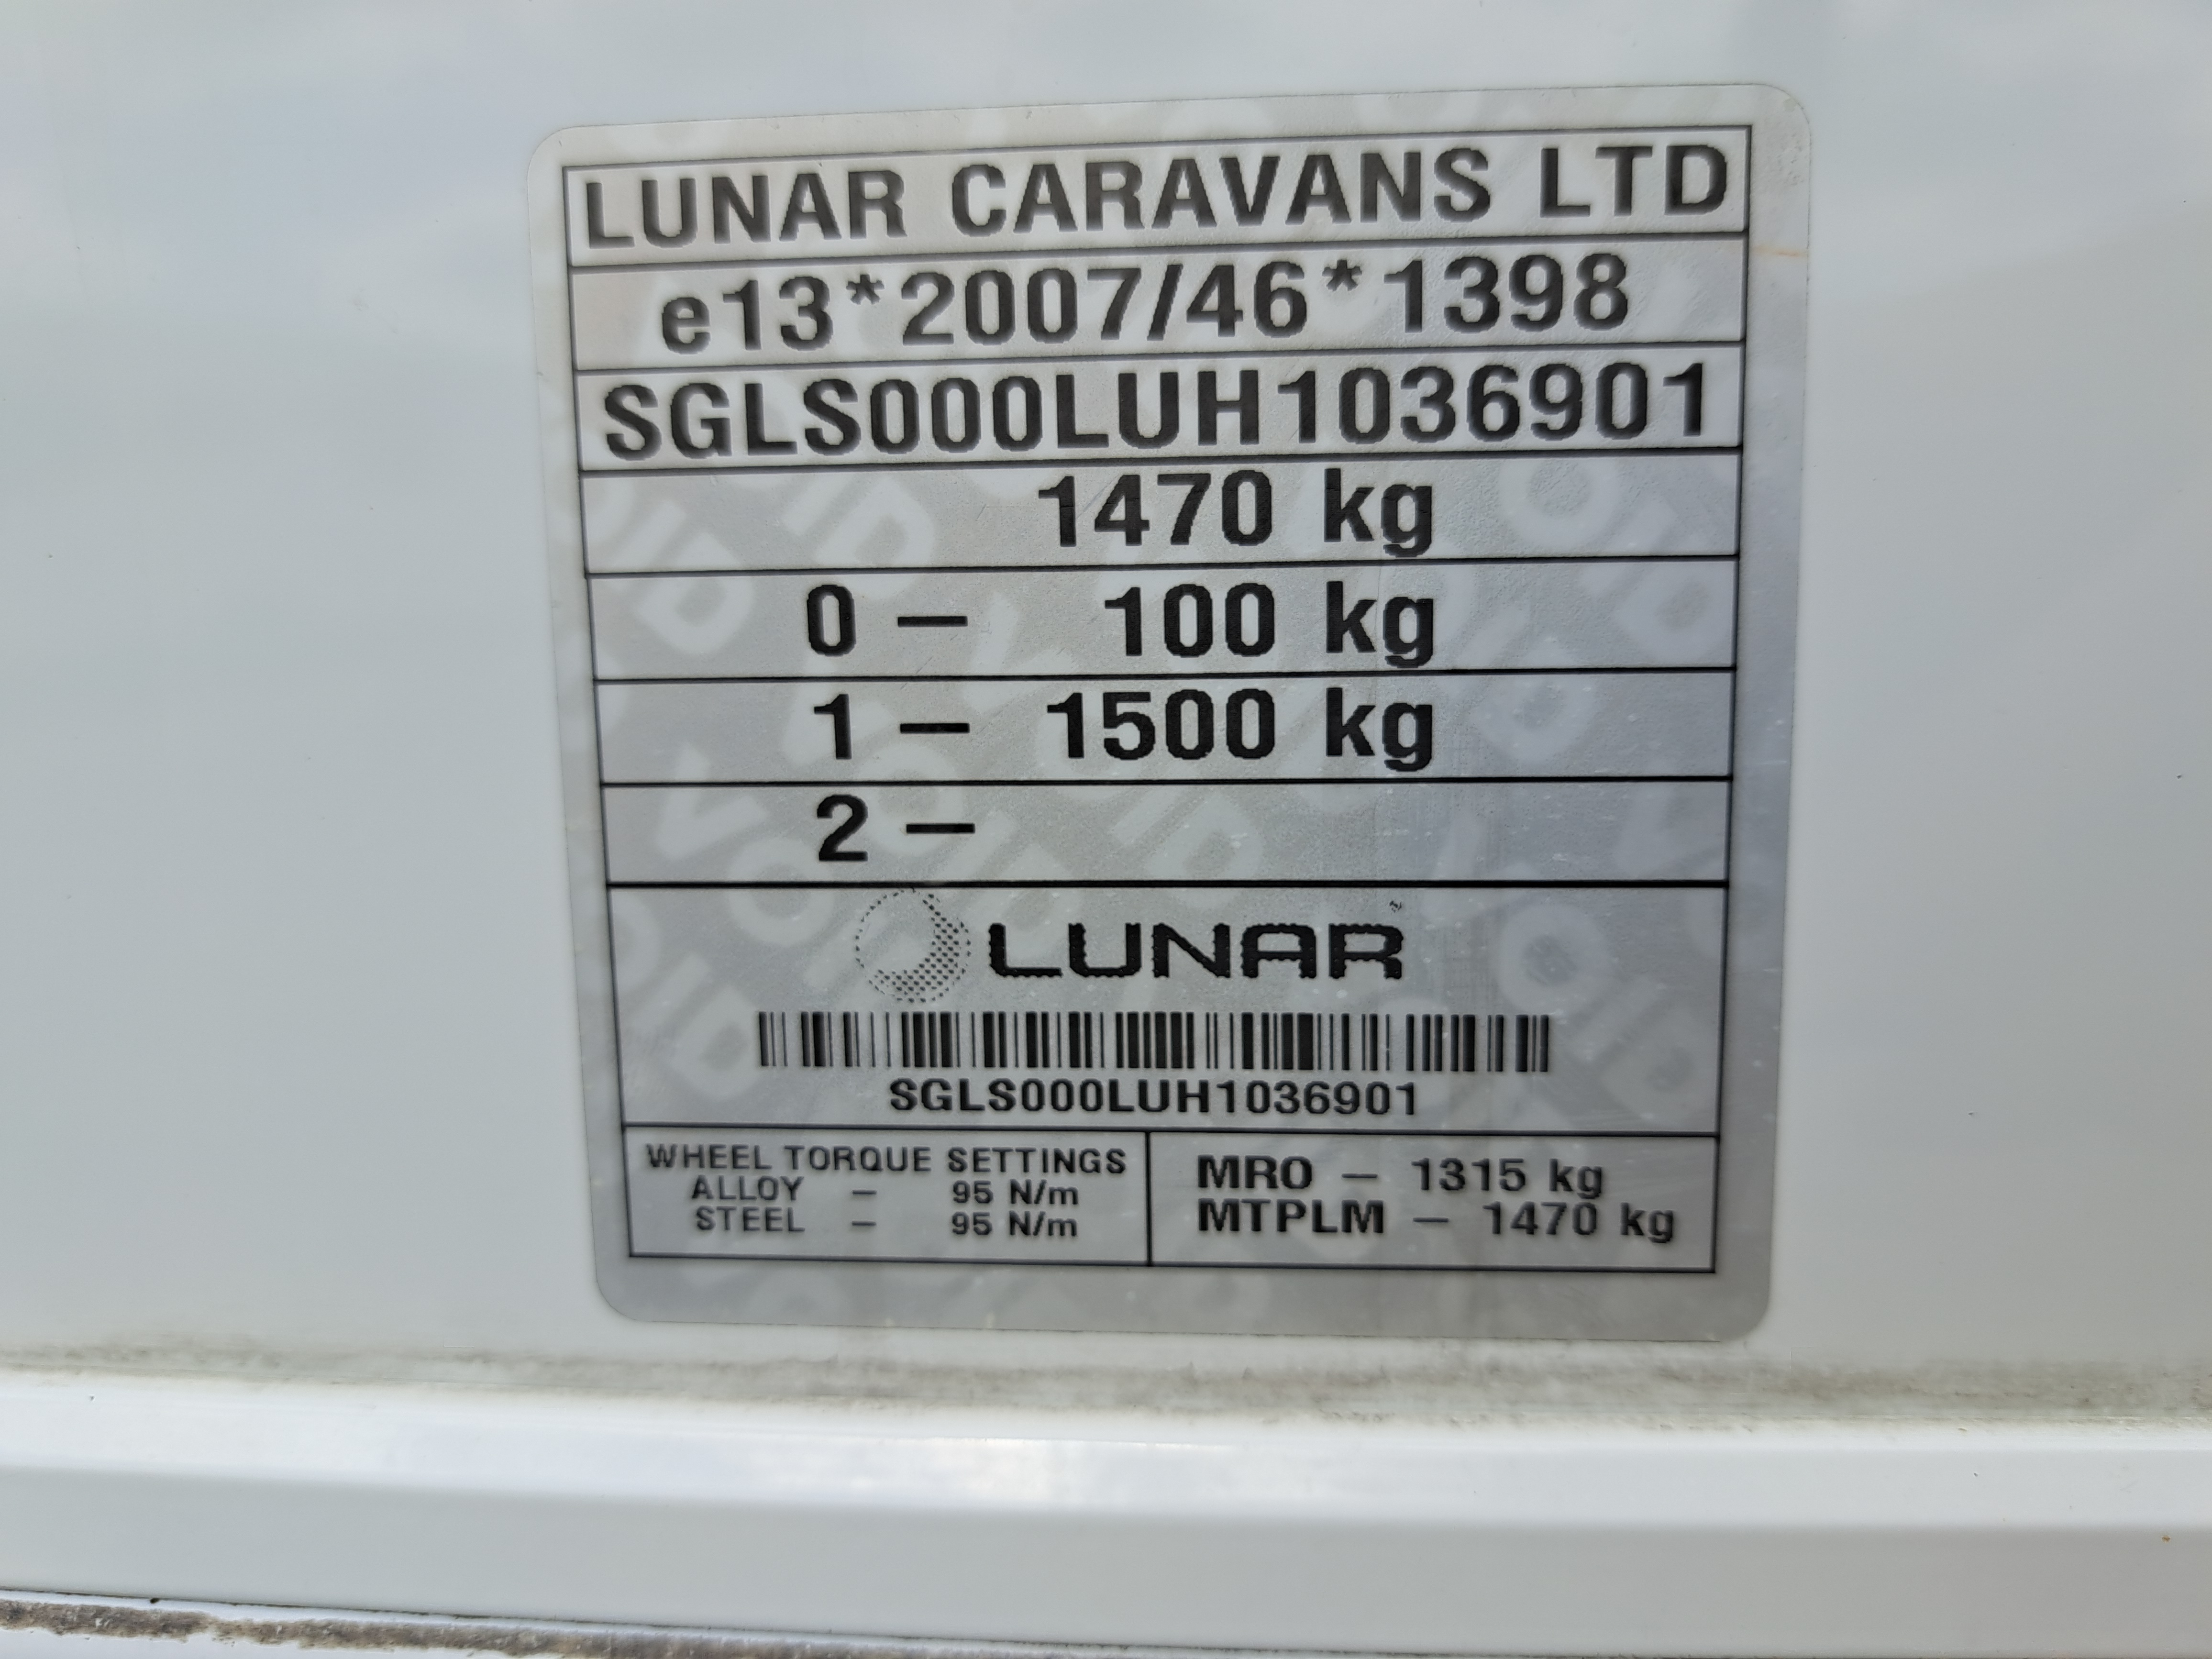 LUNAR CARAVANS LTD
e13*2007/46*1398
SGLS000LUH1036901
1470 kg
0 – 100 kg
1 – 1500 kg
2 –
LUNAR
SGLS000LUH1036901
WHEEL TORQUE SETTINGS
ALLOY – 95 N/m
STEEL – 95 N/m
MRO – 1315 kg
MTPLM – 1470 kg